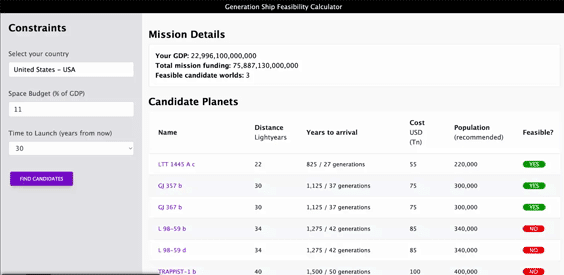 Generation Ship Feasibility Calculator
Constraints
Select your country
United States - USA
Space Budget (% of GDP)
11
Time to Launch (years from now)
30
FIND CANDIDATES
Mission Details
Your GDP: 22,996,100,000,000
Total mission funding: 75,887,130,000,000
Feasible candidate worlds: 3
Candidate Planets
Name Distance Lightyears Years to arrival Cost USD (Tn) Population (recommended) Feasible?
LTT 1445 A c 22 825 / 27 generations 55 220,000 YES
GJ 357 b 30 1,125 / 37 generations 75 300,000 YES
GJ 367 b 30 1,125 / 37 generations 75 300,000 YES
L 98-59 b 34 1,275 / 42 generations 85 340,000 NO
L 98-59 d 34 1,275 / 42 generations 85 340,000 NO
TRAPPIST-1 b 40 1,500 / 50 generations 100 400,000 NO